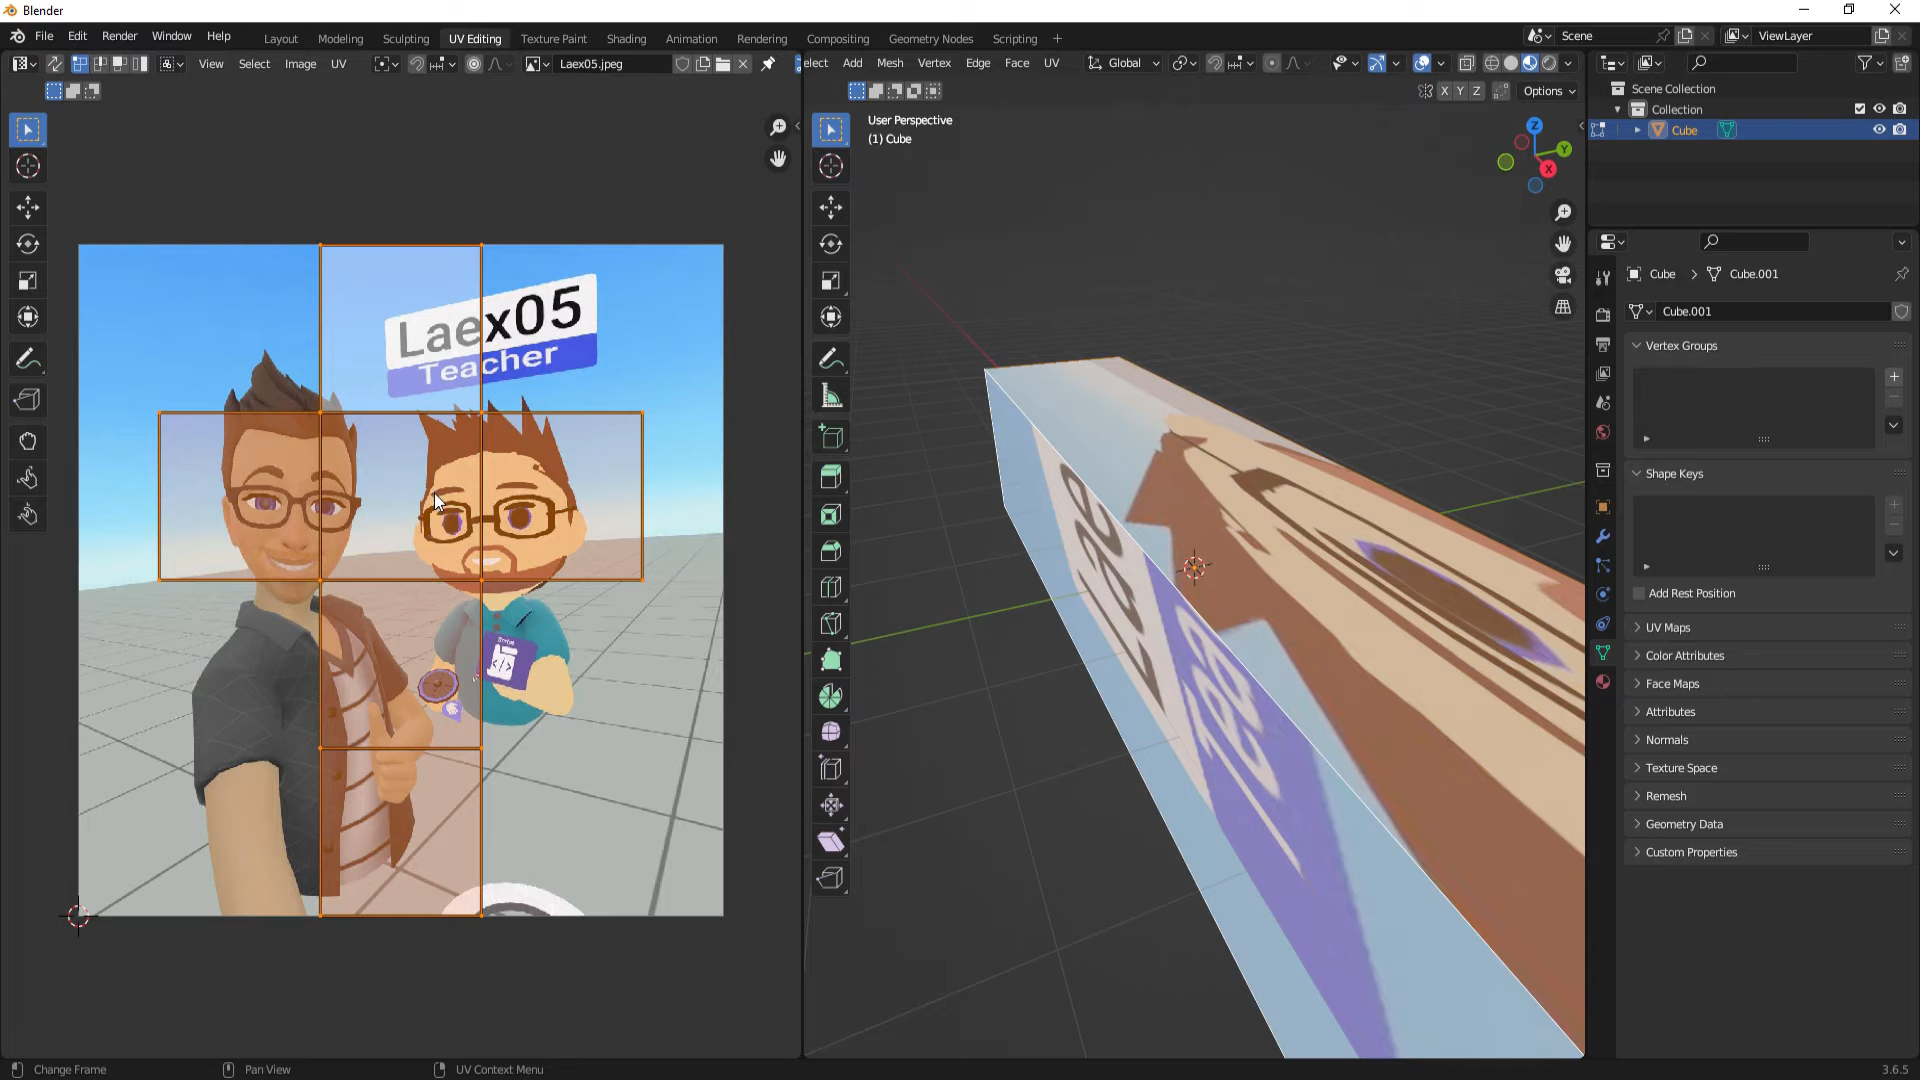 Blender
File Edit Render Window Help
Layout Modeling Sculpting UV Editing Texture Paint Shading Animation Rendering Compositing Geometry Nodes Scripting +
Scene
ViewLayer
View Select Image UV
Laex05.jpeg
elect Add Mesh Vertex Edge Face UV
Global
X Y Z
Options
User Perspective
(1) Cube
Z
Y
X
Laex05
Teacher
Script
</>
Scene Collection
Collection
Cube
Cube > Cube.001
Cube.001
Vertex Groups
Shape Keys
Add Rest Position
UV Maps
Color Attributes
Face Maps
Attributes
Normals
Texture Space
Remesh
Geometry Data
Custom Properties
Change Frame
Pan View
UV Context Menu
3.6.5